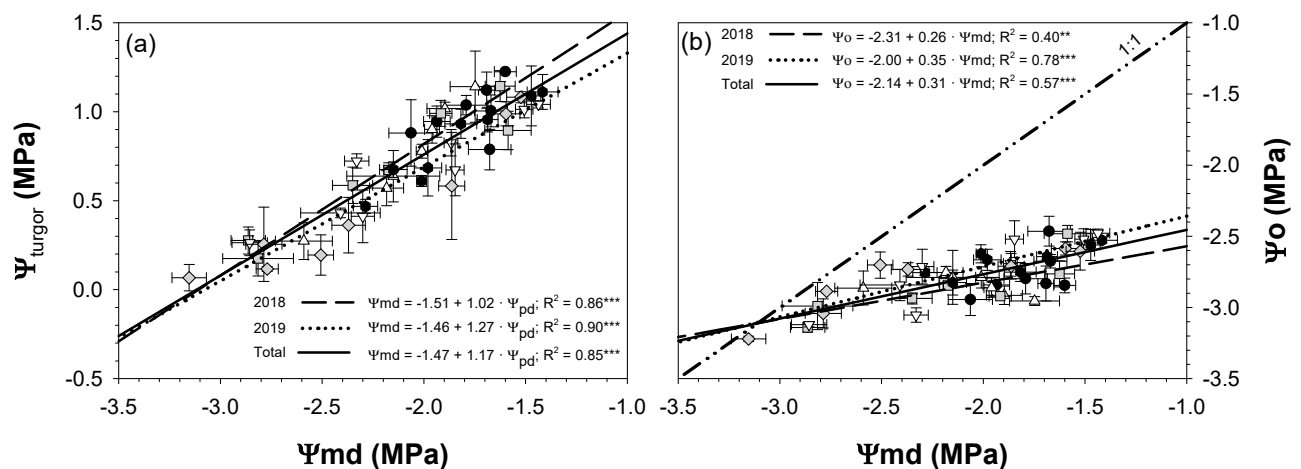 (a)
1.5
1.0
0.5
0.0
-0.5
Ψturgor (MPa)
2018 Ψmd = -1.51 + 1.02 · Ψpd; R² = 0.86***
2019 Ψmd = -1.46 + 1.27 · Ψpd; R² = 0.90***
Total Ψmd = -1.47 + 1.17 · Ψpd; R² = 0.85***
-3.5 -3.0 -2.5 -2.0 -1.5 -1.0
Ψmd (MPa)
(b)
2018 Ψo = -2.31 + 0.26 · Ψmd; R² = 0.40**
2019 Ψo = -2.00 + 0.35 · Ψmd; R² = 0.78***
Total Ψo = -2.14 + 0.31 · Ψmd; R² = 0.57***
1:1
-1.0
-1.5
-2.0
-2.5
-3.0
-3.5
Ψo (MPa)
-3.5 -3.0 -2.5 -2.0 -1.5 -1.0
Ψmd (MPa)